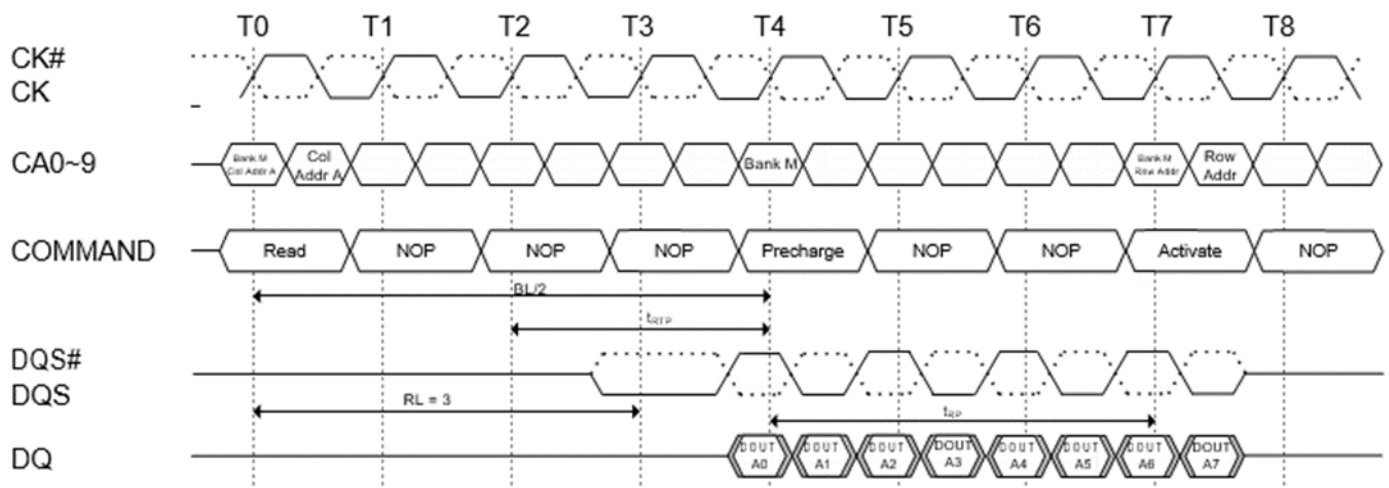 T0 T1 T2 T3 T4 T5 T6 T7 T8
CK#
CK
CA0~9
Bank M
Col Addr A
Col
Addr A
Bank M
Bank M
Row Addr
Row
Addr
COMMAND
Read NOP NOP NOP Precharge NOP NOP Activate NOP
BL/2
tRTP
DQS#
DQS
RL = 3
tRP
DQ
DOUT
A0
DOUT
A1
DOUT
A2
DOUT
A3
DOUT
A4
DOUT
A5
DOUT
A6
DOUT
A7